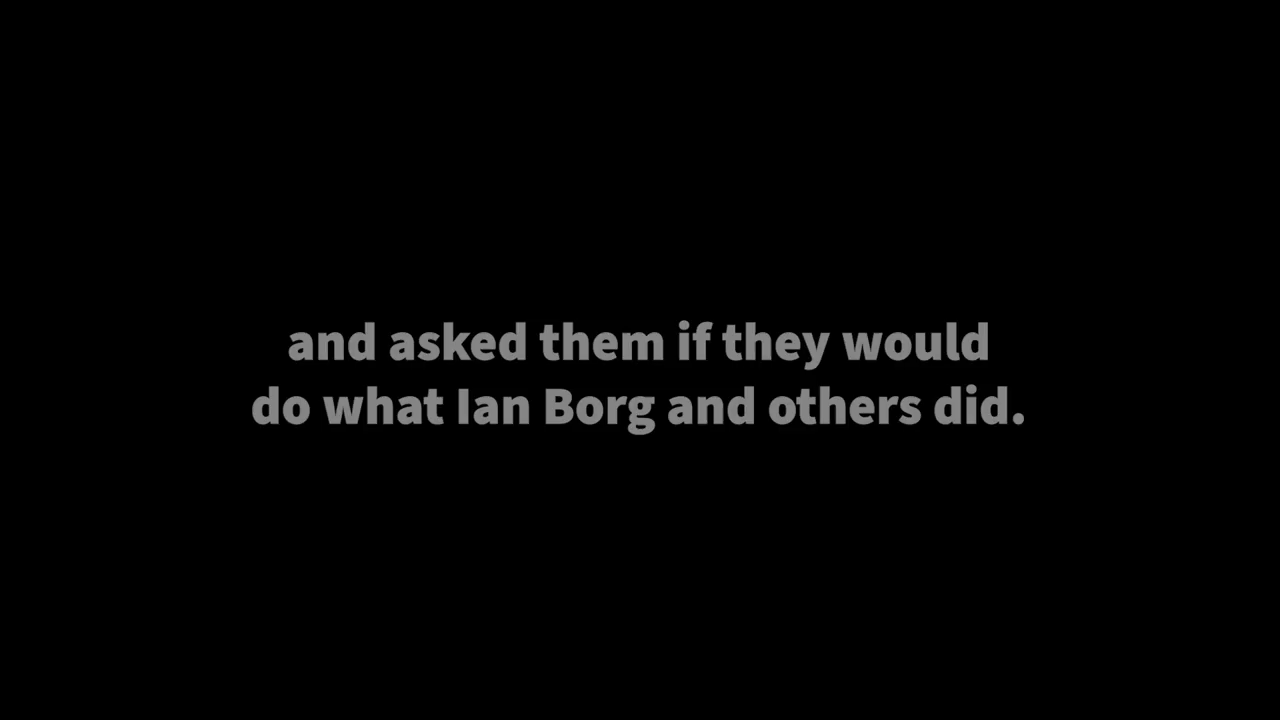 and asked them if they would
do what Ian Borg and others did.